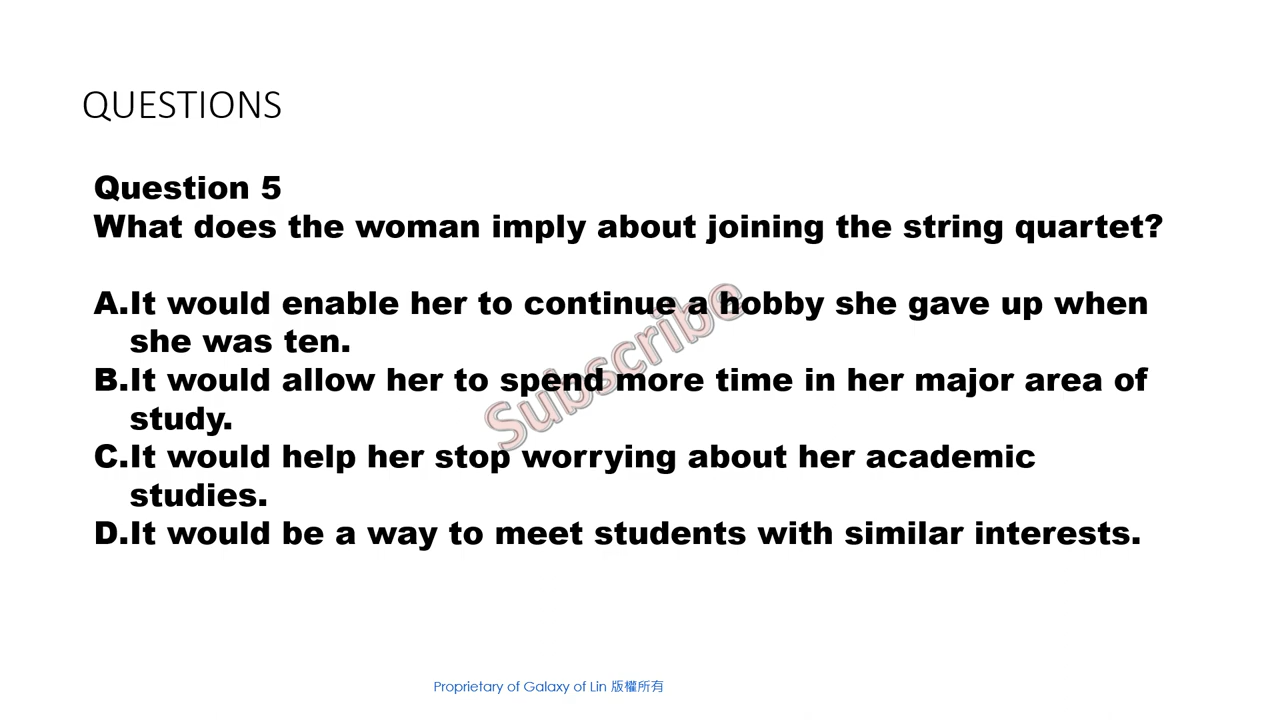 QUESTIONS
Question 5
What does the woman imply about joining the string quartet?
A.It would enable her to continue a hobby she gave up when
she was ten.
B.It would allow her to spend more time in her major area of
study.
C.It would help her stop worrying about her academic
studies.
D.It would be a way to meet students with similar interests.
Subscribe
Proprietary of Galaxy of Lin 版權所有